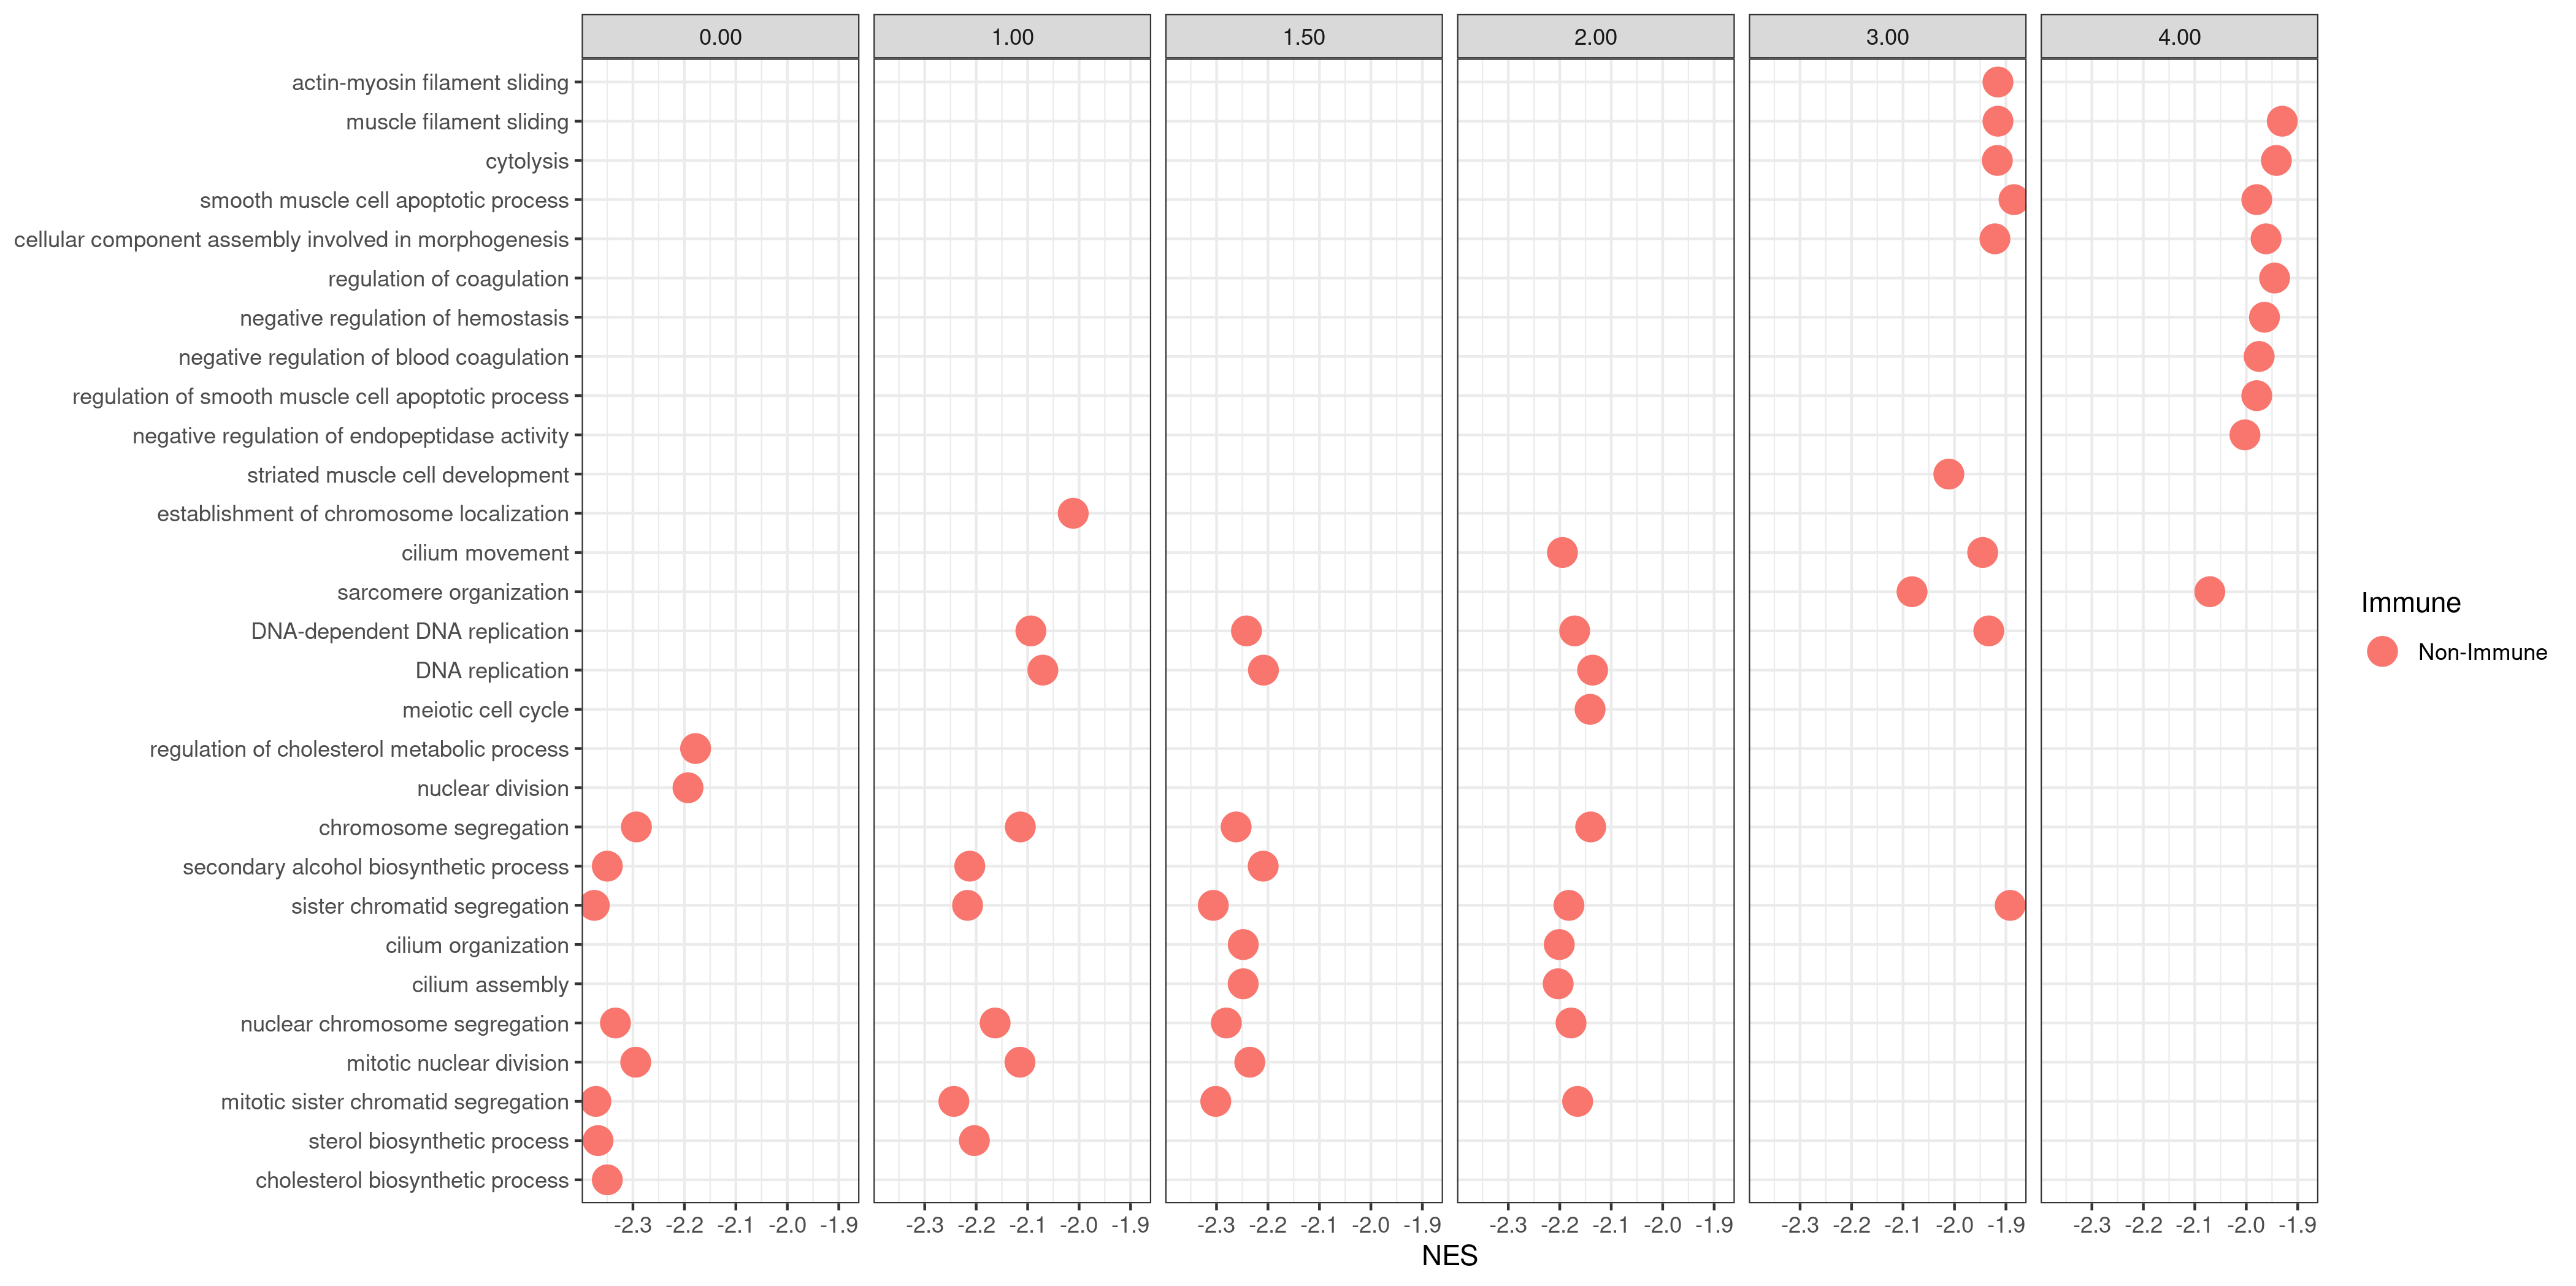 0.00 1.00 1.50 2.00 3.00 4.00
actin-myosin filament sliding
muscle filament sliding
cytolysis
smooth muscle cell apoptotic process
cellular component assembly involved in morphogenesis
regulation of coagulation
negative regulation of hemostasis
negative regulation of blood coagulation
regulation of smooth muscle cell apoptotic process
negative regulation of endopeptidase activity
striated muscle cell development
establishment of chromosome localization
cilium movement
sarcomere organization
DNA-dependent DNA replication
DNA replication
meiotic cell cycle
regulation of cholesterol metabolic process
nuclear division
chromosome segregation
secondary alcohol biosynthetic process
sister chromatid segregation
cilium organization
cilium assembly
nuclear chromosome segregation
mitotic nuclear division
mitotic sister chromatid segregation
sterol biosynthetic process
cholesterol biosynthetic process
-2.3 -2.2 -2.1 -2.0 -1.9 -2.3 -2.2 -2.1 -2.0 -1.9 -2.3 -2.2 -2.1 -2.0 -1.9 -2.3 -2.2 -2.1 -2.0 -1.9 -2.3 -2.2 -2.1 -2.0 -1.9 -2.3 -2.2 -2.1 -2.0 -1.9
NES
Immune
Non-Immune